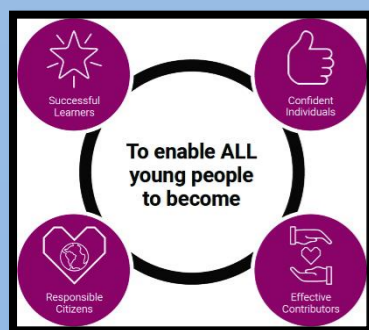 Successful
Learners
Confident
Individuals
To enable ALL
young people
to become
Responsible
Citizens
Effective
Contributors